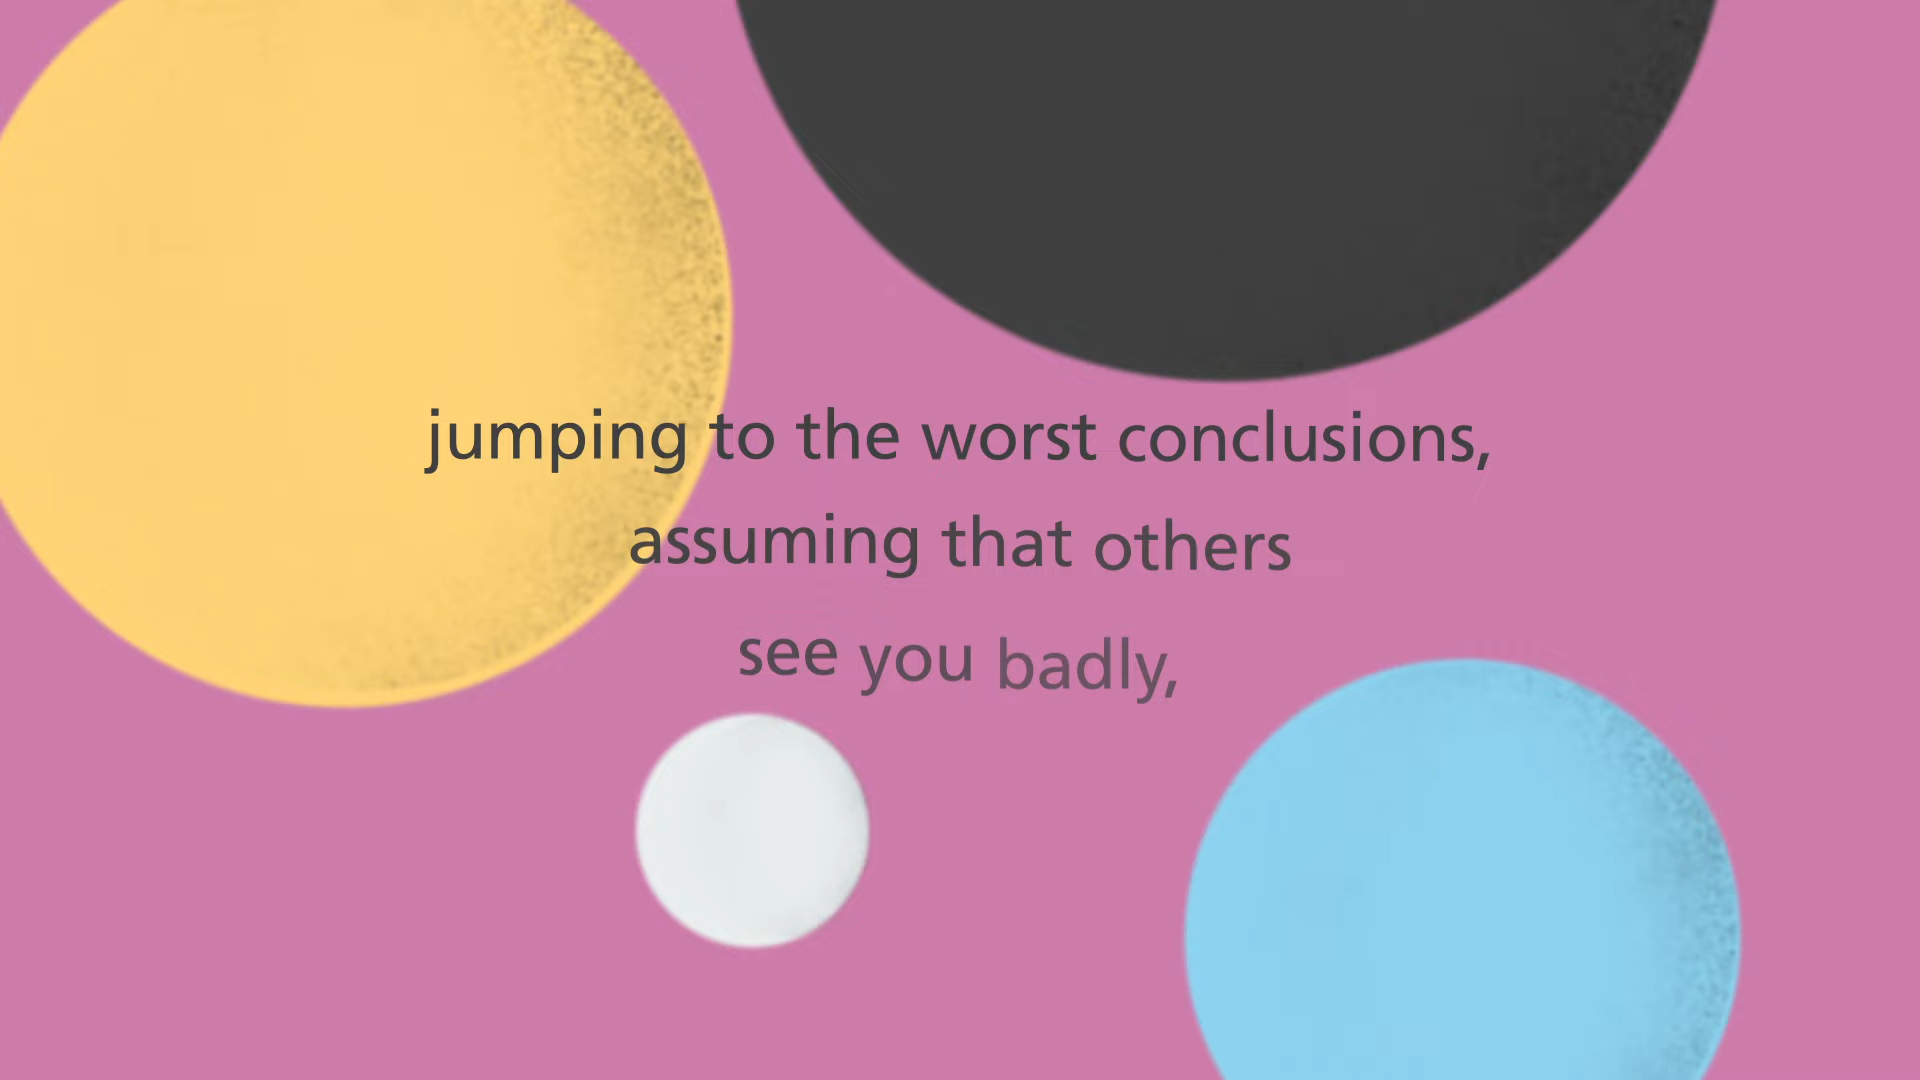 jumping to the worst conclusions,
assuming that others
see you badly,